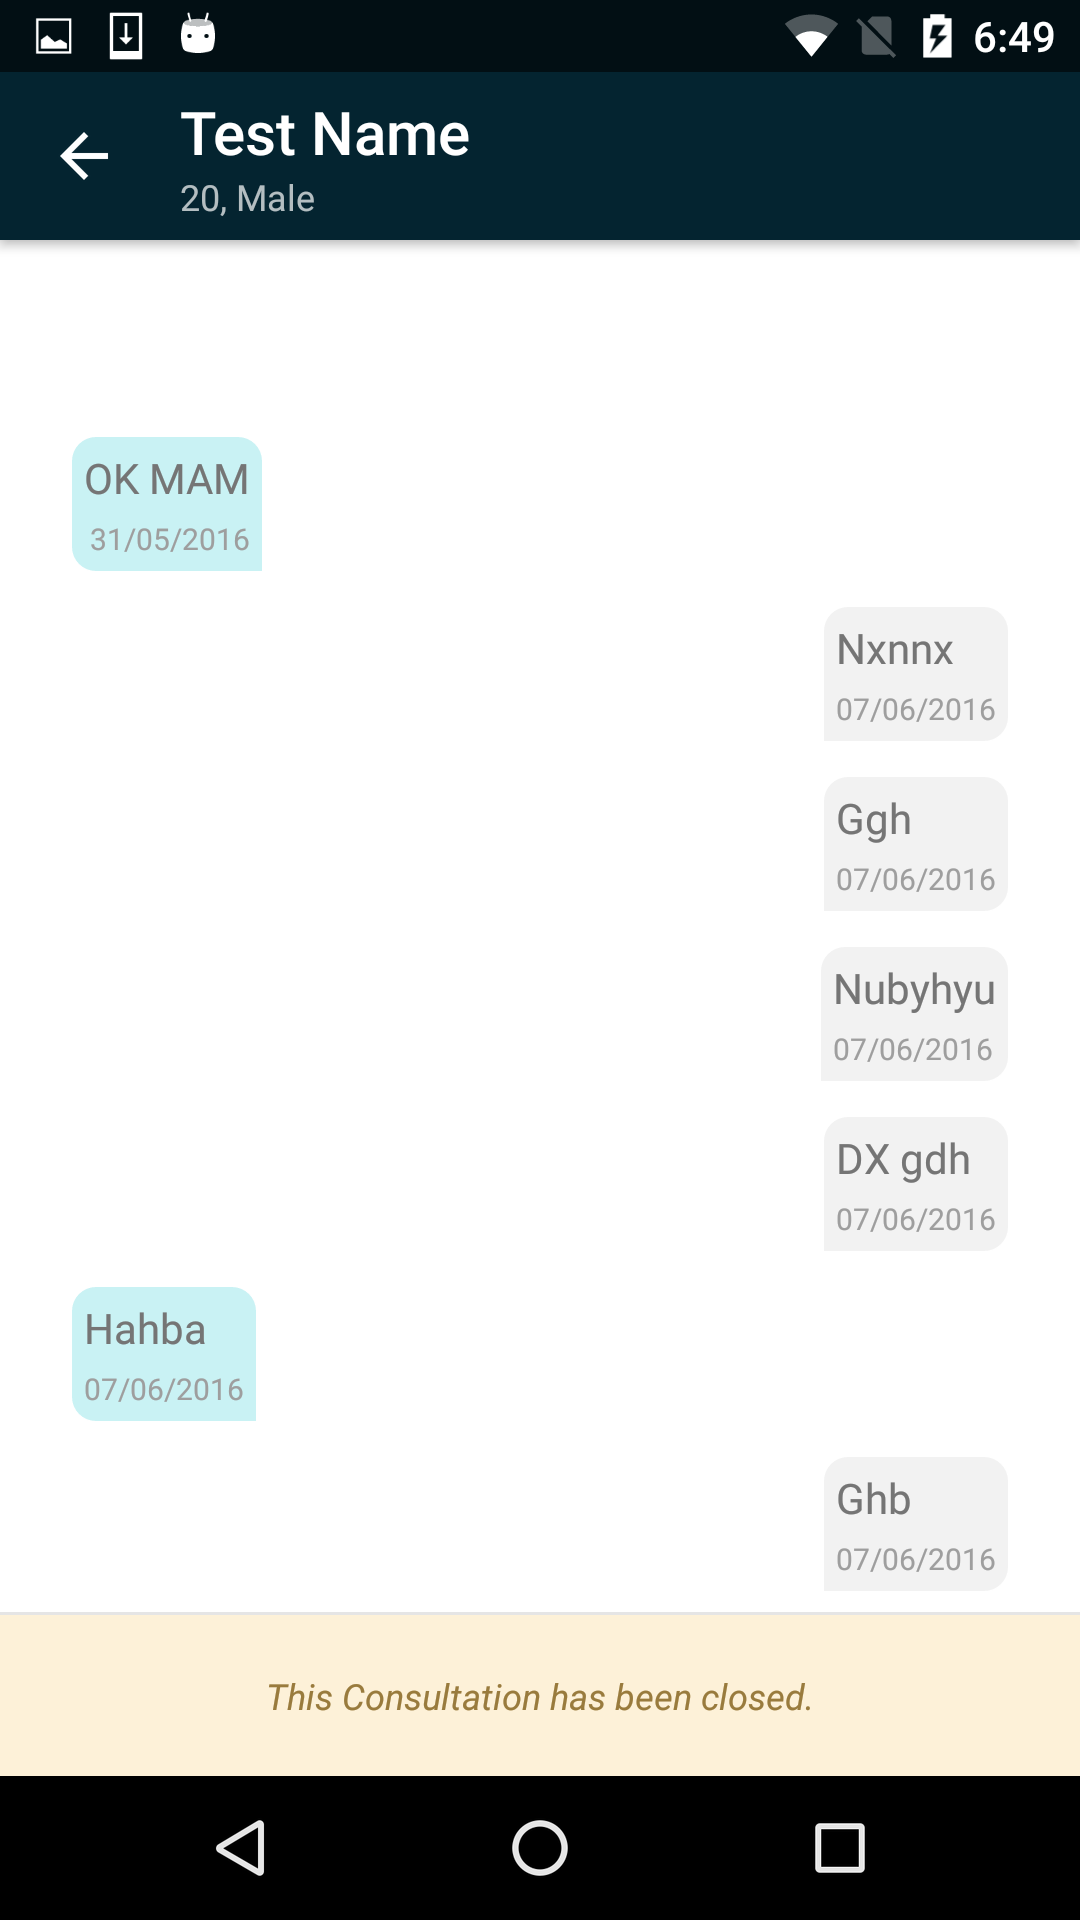 6:49
Test Name
20, Male
OK MAM
31/05/2016
Nxnnx
07/06/2016
Ggh
07/06/2016
Nubyhyu
07/06/2016
DX gdh
07/06/2016
Hahba
07/06/2016
Ghb
07/06/2016
This Consultation has been closed.